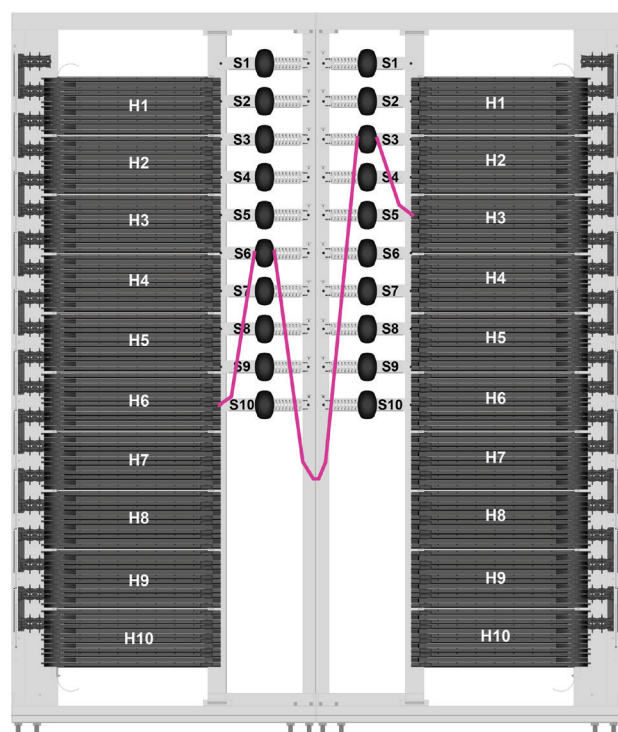 S1 S1
H1 S2 S2 H1
S3 S3
H2 S4 S4 H2
H3 S5 S5 H3
S6 S6
H4 S7 S7 H4
H5 S8 S8 H5
S9 S9
H6 S10 S10 H6
H7 H7
H8 H8
H9 H9
H10 H10